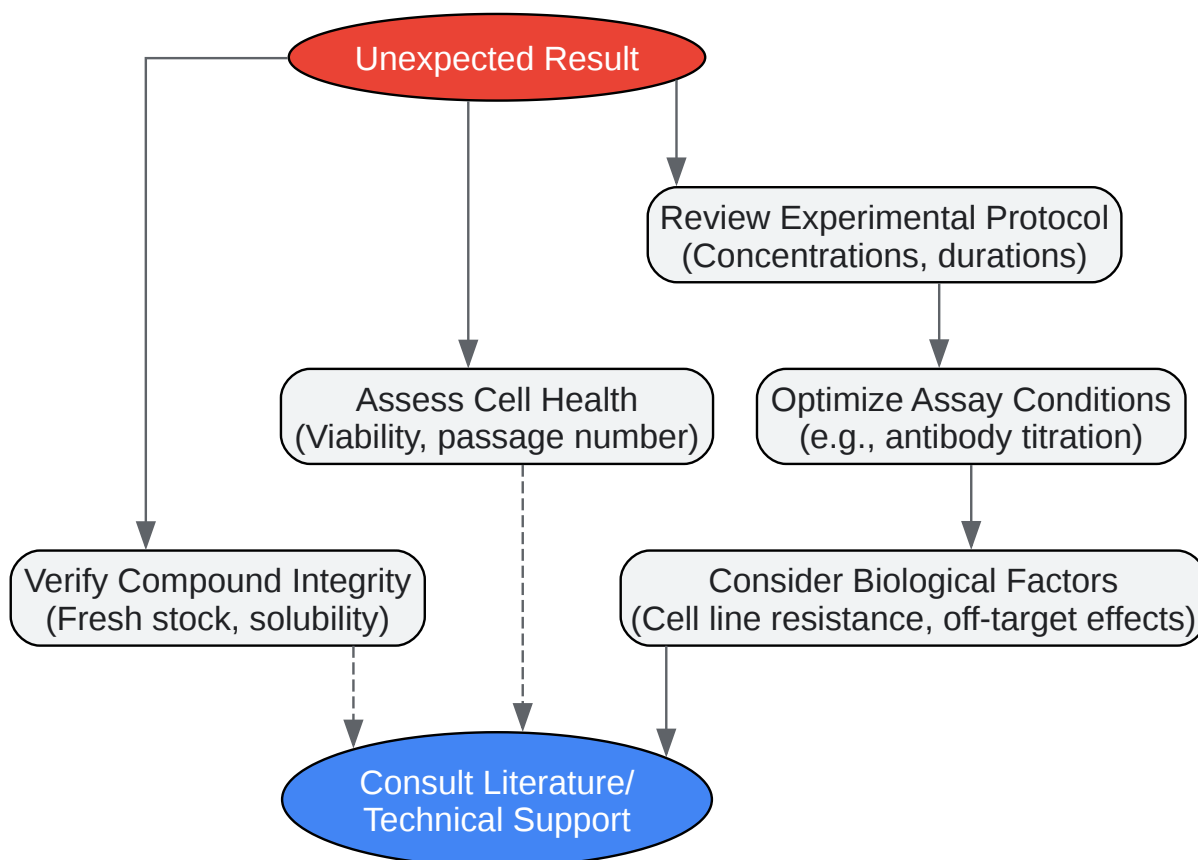 Unexpected Result
Review Experimental Protocol
(Concentrations, durations)
Assess Cell Health
(Viability, passage number)
Optimize Assay Conditions
(e.g., antibody titration)
Verify Compound Integrity
(Fresh stock, solubility)
Consider Biological Factors
(Cell line resistance, off-target effects)
Consult Literature/
Technical Support